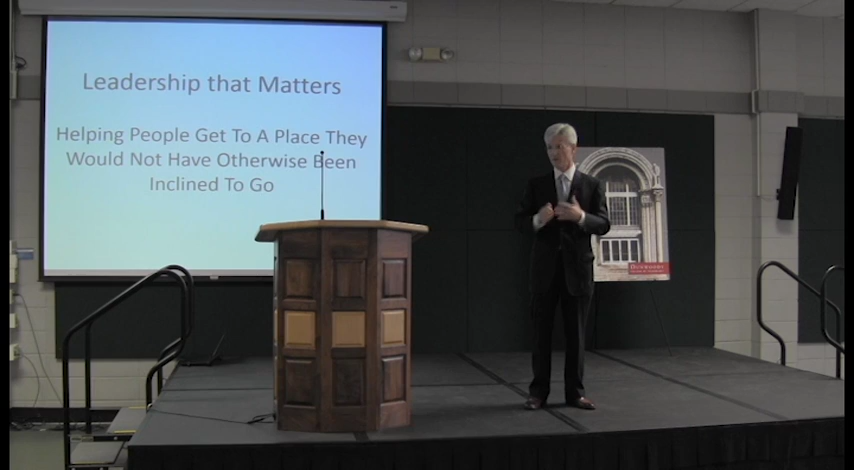 Leadership that Matters
Helping People Get To A Place They
Would Not Have Otherwise Been
Inclined To Go